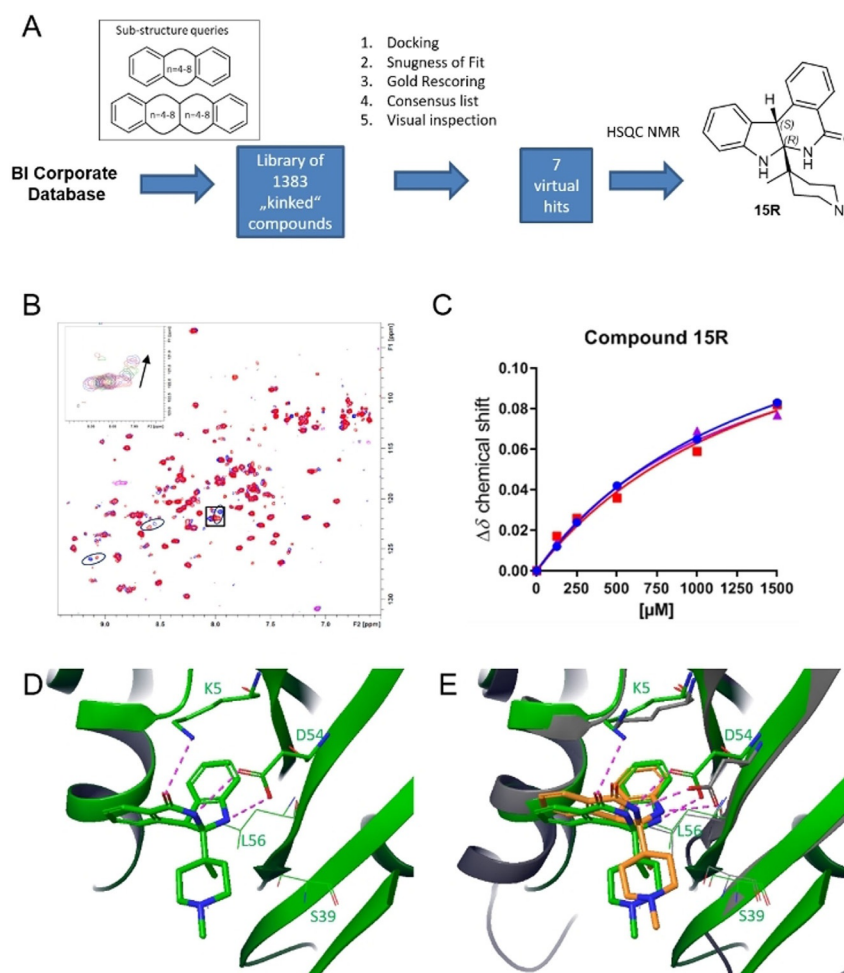 A
Sub-structure queries
n=4-8
n=4-8 n=4-8
1. Docking
2. Snugness of Fit
3. Gold Rescoring
4. Consensus list
5. Visual inspection
BI Corporate
Database
Library of
1383
„kinked“
compounds
7
virtual
hits
HSQC NMR
H
(S)
(R)
N
H
NH
N
15R
B
F1 [ppm]
110
115
120
125
130
9.0 8.5 8.0 7.5 7.0 F2 [ppm]
C
Compound 15R
Δδ chemical shift
0.10
0.08
0.06
0.04
0.02
0.00
0 250 500 1000 1500
[µM]
D
K5
D54
L56
S39
E
K5
D54
L56
S39